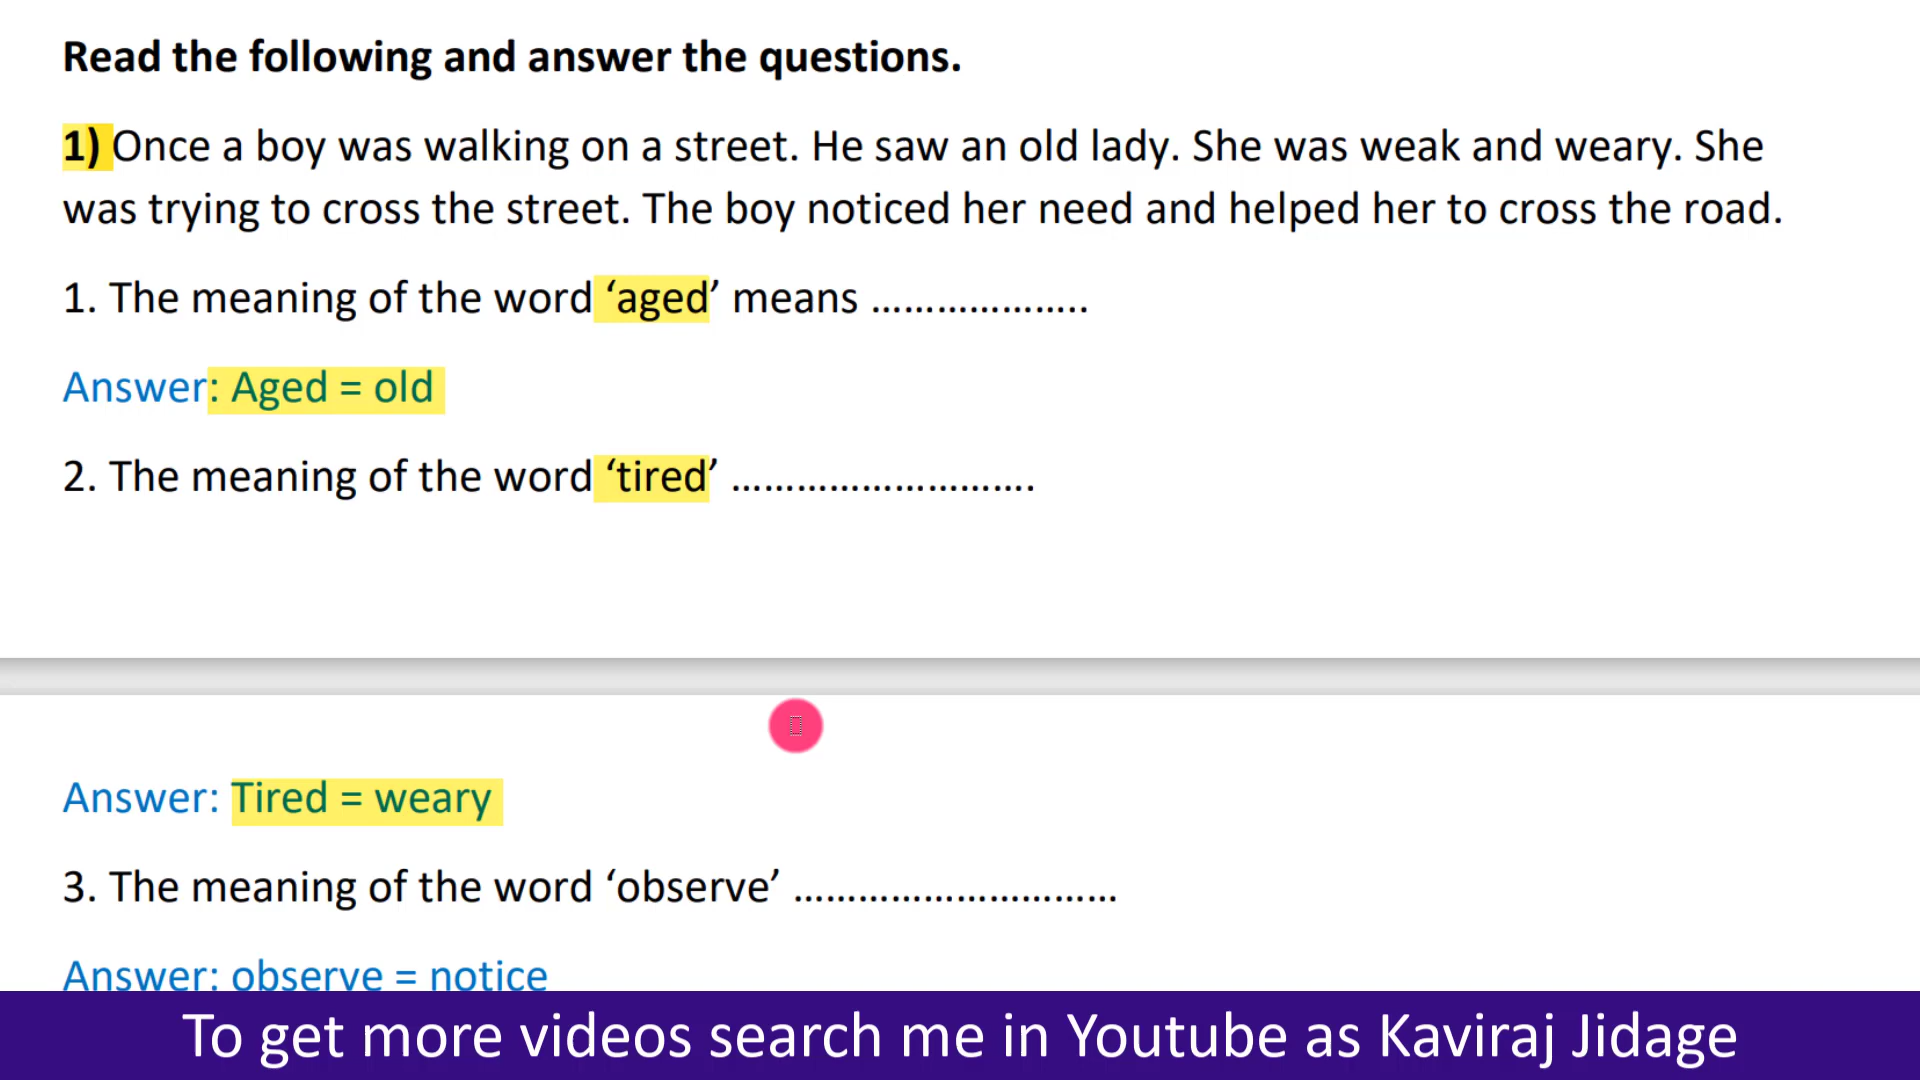 Read the following and answer the questions.
1) Once a boy was walking on a street. He saw an old lady. She was weak and weary. She
was trying to cross the street. The boy noticed her need and helped her to cross the road.
1. The meaning of the word ‘aged’ means ………………..
Answer: Aged = old
2. The meaning of the word ‘tired’ ……………………….
Answer: Tired = weary
3. The meaning of the word ‘observe’ …………………………
Answer: observe = notice
To get more videos search me in Youtube as Kaviraj Jidage